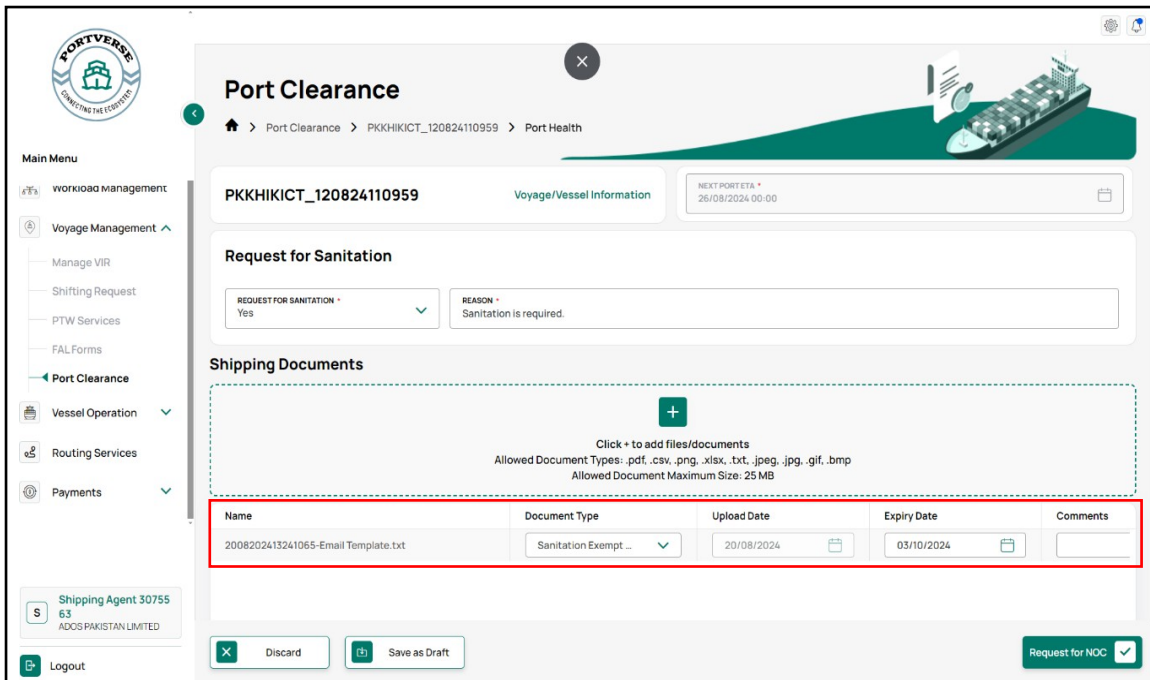 PORTVERSE
CONNECTING THE ECOSYSTEM
Main Menu
Workload Management
Voyage Management
Manage VIR
Shifting Request
PTW Services
FAL Forms
Port Clearance
Vessel Operation
Routing Services
Payments
S
Shipping Agent 30755
63
ADOS PAKISTAN LIMITED
Logout
Port Clearance
> Port Clearance > PKKHIKICT_120824110959 > Port Health
PKKHIKICT_120824110959
Voyage/Vessel Information
NEXT PORT ETA *
26/08/2024 00:00
Request for Sanitation
REQUEST FOR SANITATION *
Yes
REASON *
Sanitation is required.
Shipping Documents
+
Click + to add files/documents
Allowed Document Types: .pdf, .csv, .png, .xlsx, .txt, .jpeg, .jpg, .gif, .bmp
Allowed Document Maximum Size: 25 MB
Name Document Type Upload Date Expiry Date Comments
2008202413241065-Email Template.txt Sanitation Exempt ... 20/08/2024 03/10/2024
Discard
Save as Draft
Request for NOC